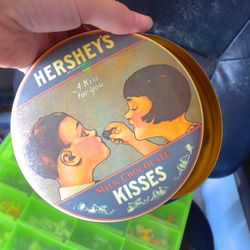 HERSHEY'S
A Kiss
for you
MILK CHOCOLATE
KISSES